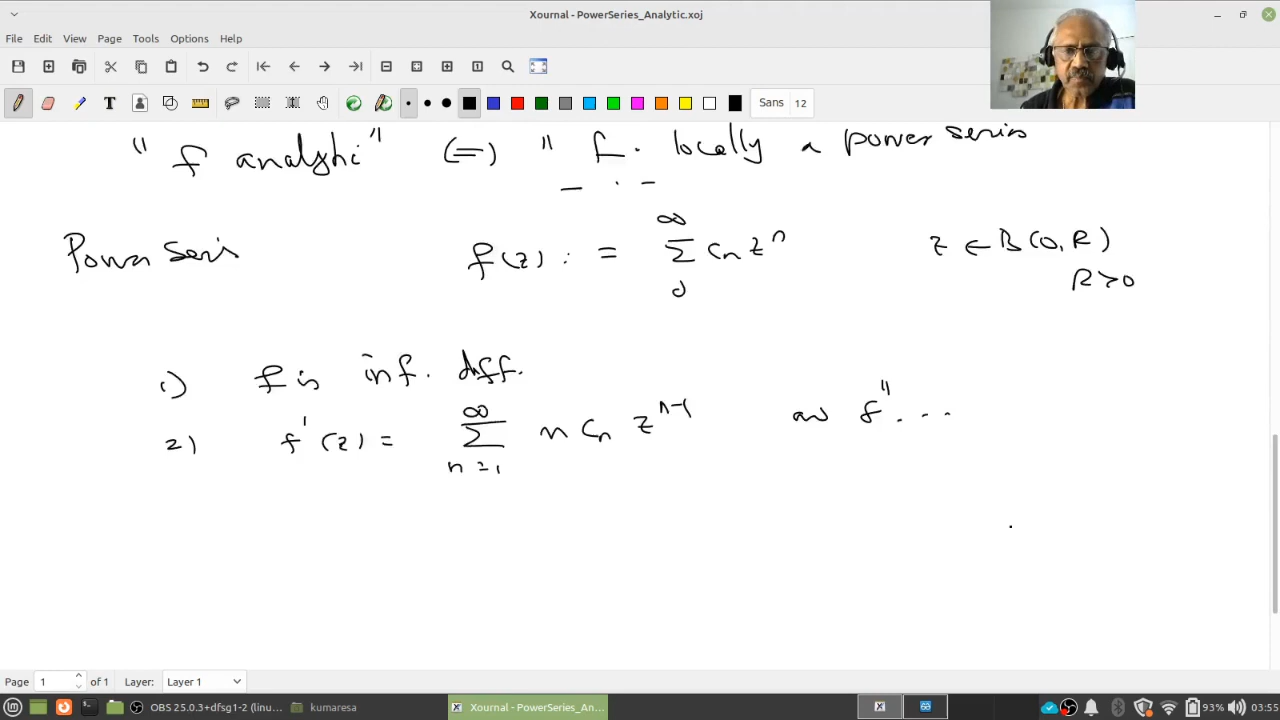 Xournal - PowerSeries_Analytic.xoj
File Edit View Page Tools Options Help
Sans 12
" f analytic" (=) " f. locally a power series
Power Series f(z) := ∞ Σ 0 cn z^n z ∈ B(0, R)
R>0
1) f is inf. diff.
2) f'(z) = ∞ Σ n=1 n cn z^{n-1} f" ...
Page 1 of 1 Layer: Layer 1
OBS 25.0.3+dfsg1-2 (linu... kumaresa Xournal - PowerSeries_An... 93% 03:55